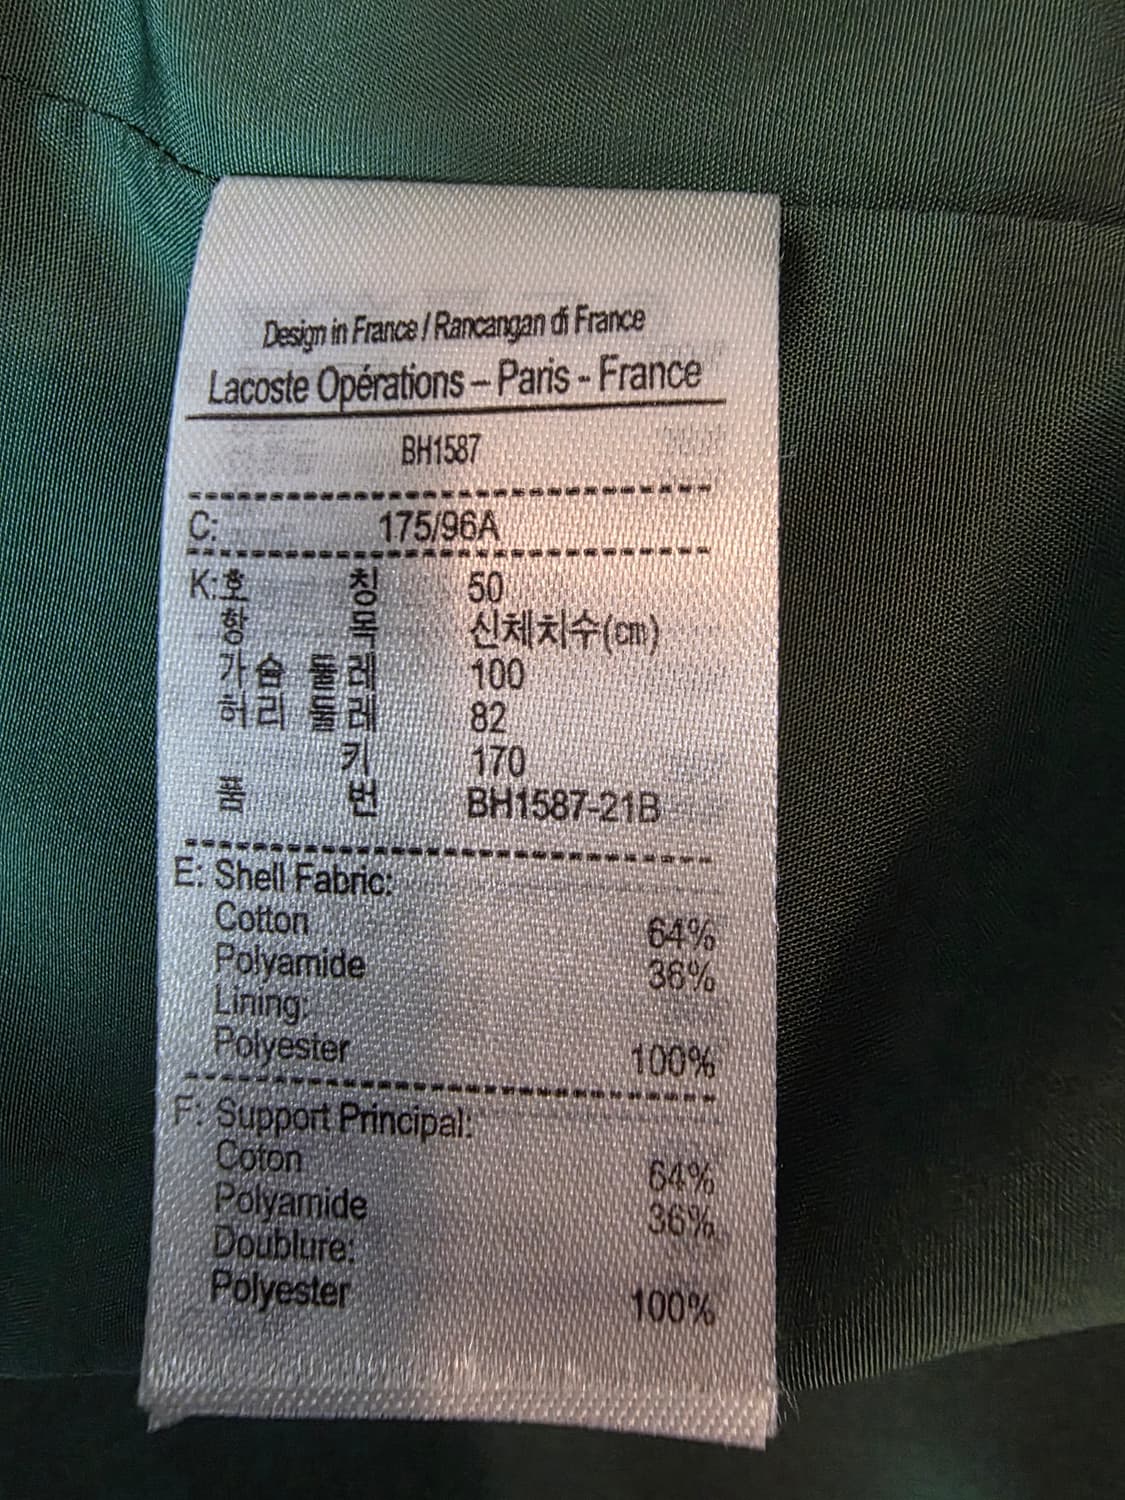 Design in France / Rancangan di France
Lacoste Opérations – Paris - France
BH1587
C: 175/96A
K: 호 칭 50
항 목 신체치수(cm)
가슴둘레 100
허리둘레 82
키 170
품 번 BH1587-21B
E: Shell Fabric:
Cotton 64%
Polyamide 36%
Lining:
Polyester 100%
F: Support Principal:
Coton 64%
Polyamide 36%
Doublure:
Polyester 100%